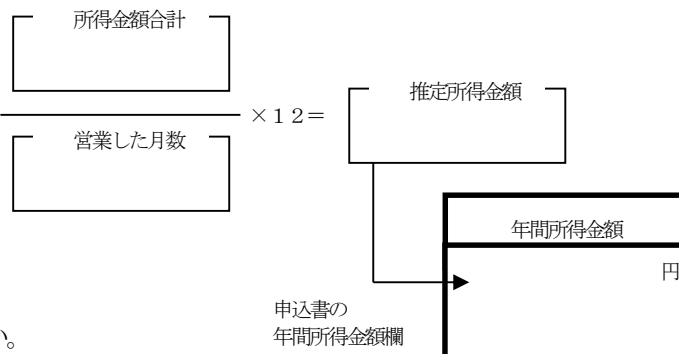 所得金額合計
×12=
営業した月数
推定所得金額
年間所得金額
円
申込書の
年間所得金額欄
い。